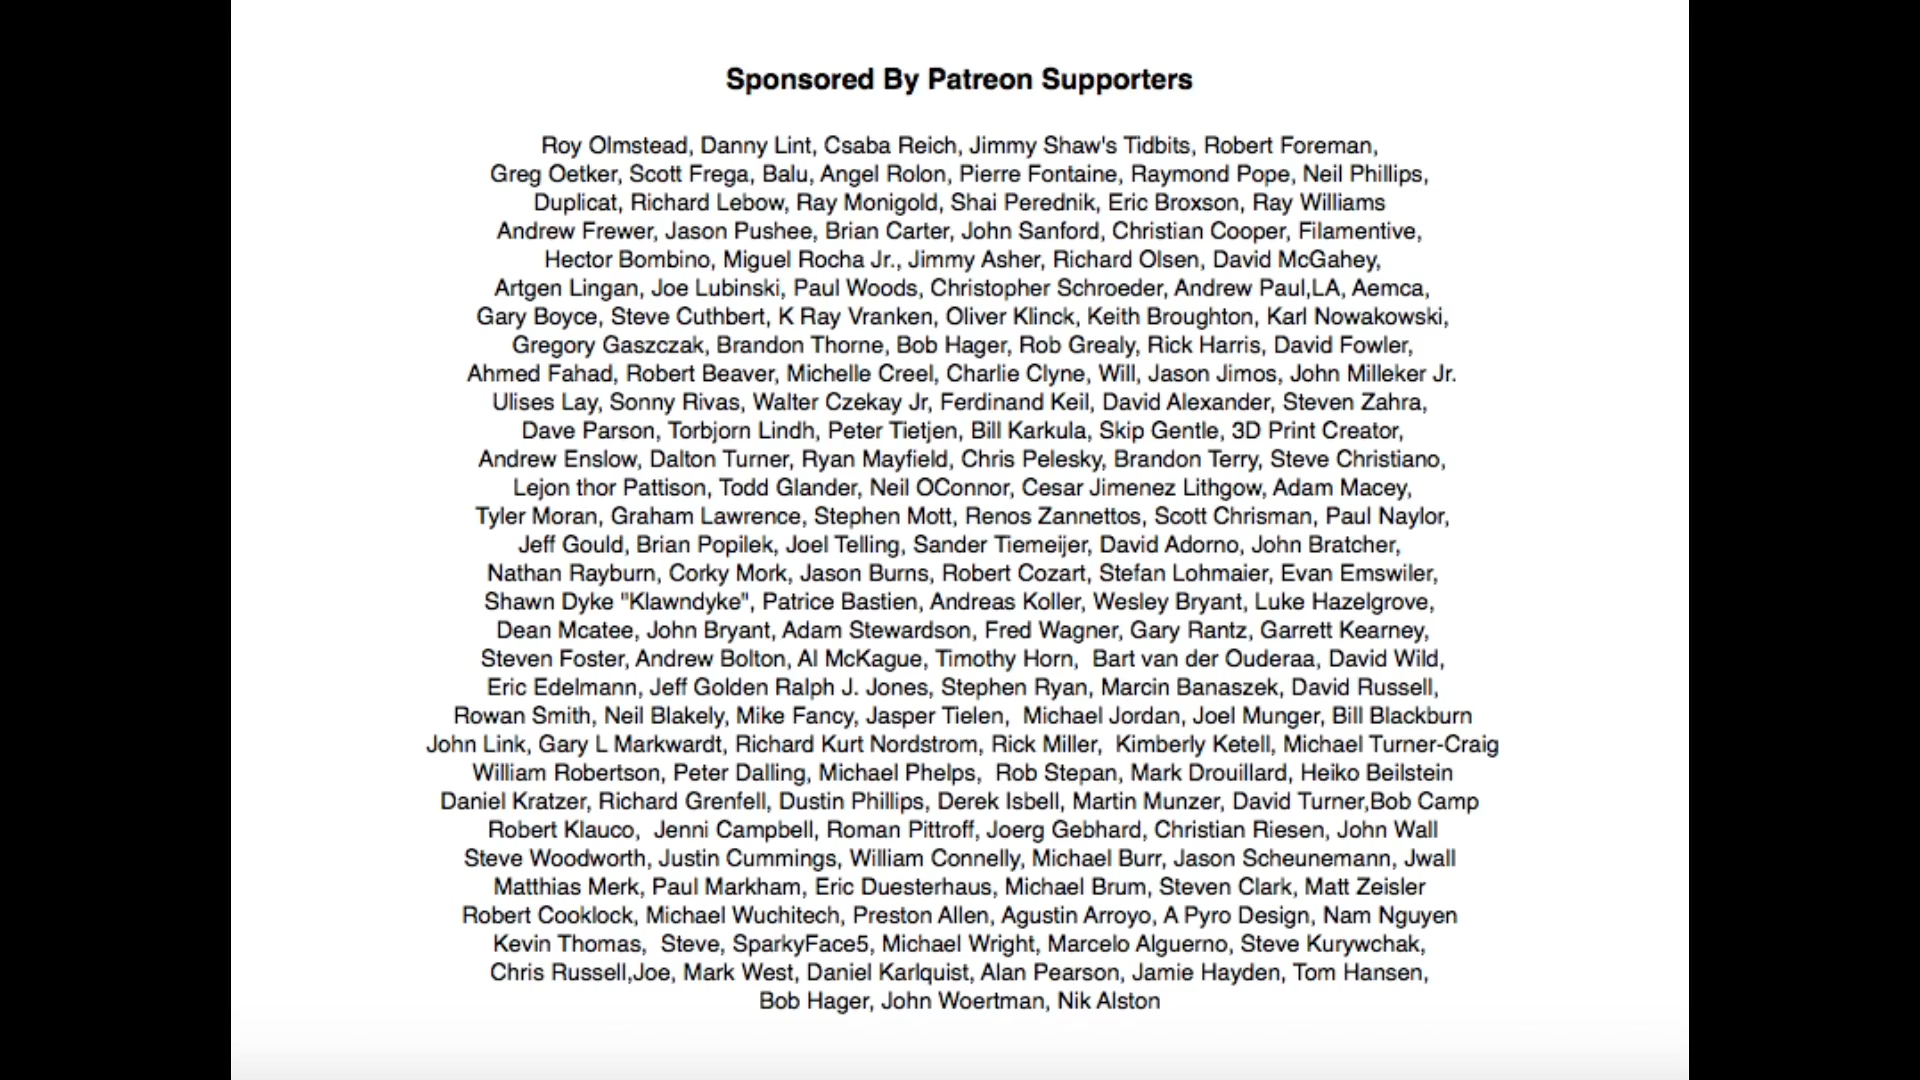 Sponsored By Patreon Supporters
Roy Olmstead, Danny Lint, Csaba Reich, Jimmy Shaw's Tidbits, Robert Foreman,
Greg Oetker, Scott Frega, Balu, Angel Rolon, Pierre Fontaine, Raymond Pope, Neil Phillips,
Duplicat, Richard Lebow, Ray Monigold, Shai Perednik, Eric Broxson, Ray Williams
Andrew Frewer, Jason Pushee, Brian Carter, John Sanford, Christian Cooper, Filamentive,
Hector Bombino, Miguel Rocha Jr., Jimmy Asher, Richard Olsen, David McGahey,
Artgen Lingan, Joe Lubinski, Paul Woods, Christopher Schroeder, Andrew Paul,LA, Aemca,
Gary Boyce, Steve Cuthbert, K Ray Vranken, Oliver Klinck, Keith Broughton, Karl Nowakowski,
Gregory Gaszczak, Brandon Thorne, Bob Hager, Rob Grealy, Rick Harris, David Fowler,
Ahmed Fahad, Robert Beaver, Michelle Creel, Charlie Clyne, Will, Jason Jimos, John Milleker Jr.
Ulises Lay, Sonny Rivas, Walter Czekay Jr, Ferdinand Keil, David Alexander, Steven Zahra,
Dave Parson, Torbjorn Lindh, Peter Tietjen, Bill Karkula, Skip Gentle, 3D Print Creator,
Andrew Enslow, Dalton Turner, Ryan Mayfield, Chris Pelesky, Brandon Terry, Steve Christiano,
Lejon thor Pattison, Todd Glander, Neil OConnor, Cesar Jimenez Lithgow, Adam Macey,
Tyler Moran, Graham Lawrence, Stephen Mott, Renos Zannettos, Scott Chrisman, Paul Naylor,
Jeff Gould, Brian Popilek, Joel Telling, Sander Tiemeijer, David Adorno, John Bratcher,
Nathan Rayburn, Corky Mork, Jason Burns, Robert Cozart, Stefan Lohmaier, Evan Emswiler,
Shawn Dyke "Klawndyke", Patrice Bastien, Andreas Koller, Wesley Bryant, Luke Hazelgrove,
Dean Mcatee, John Bryant, Adam Stewardson, Fred Wagner, Gary Rantz, Garrett Kearney,
Steven Foster, Andrew Bolton, Al McKague, Timothy Horn,  Bart van der Ouderaa, David Wild,
Eric Edelmann, Jeff Golden Ralph J. Jones, Stephen Ryan, Marcin Banaszek, David Russell,
Rowan Smith, Neil Blakely, Mike Fancy, Jasper Tielen,  Michael Jordan, Joel Munger, Bill Blackburn
John Link, Gary L Markwardt, Richard Kurt Nordstrom, Rick Miller,  Kimberly Ketell, Michael Turner-Craig
William Robertson, Peter Dalling, Michael Phelps,  Rob Stepan, Mark Drouillard, Heiko Beilstein
Daniel Kratzer, Richard Grenfell, Dustin Phillips, Derek Isbell, Martin Munzer, David Turner,Bob Camp
Robert Klauco,  Jenni Campbell, Roman Pittroff, Joerg Gebhard, Christian Riesen, John Wall
Steve Woodworth, Justin Cummings, William Connelly, Michael Burr, Jason Scheunemann, Jwall
Matthias Merk, Paul Markham, Eric Duesterhaus, Michael Brum, Steven Clark, Matt Zeisler
Robert Cooklock, Michael Wuchitech, Preston Allen, Agustin Arroyo, A Pyro Design, Nam Nguyen
Kevin Thomas,  Steve, SparkyFace5, Michael Wright, Marcelo Alguerno, Steve Kurywchak,
Chris Russell,Joe, Mark West, Daniel Karlquist, Alan Pearson, Jamie Hayden, Tom Hansen,
Bob Hager, John Woertman, Nik Alston